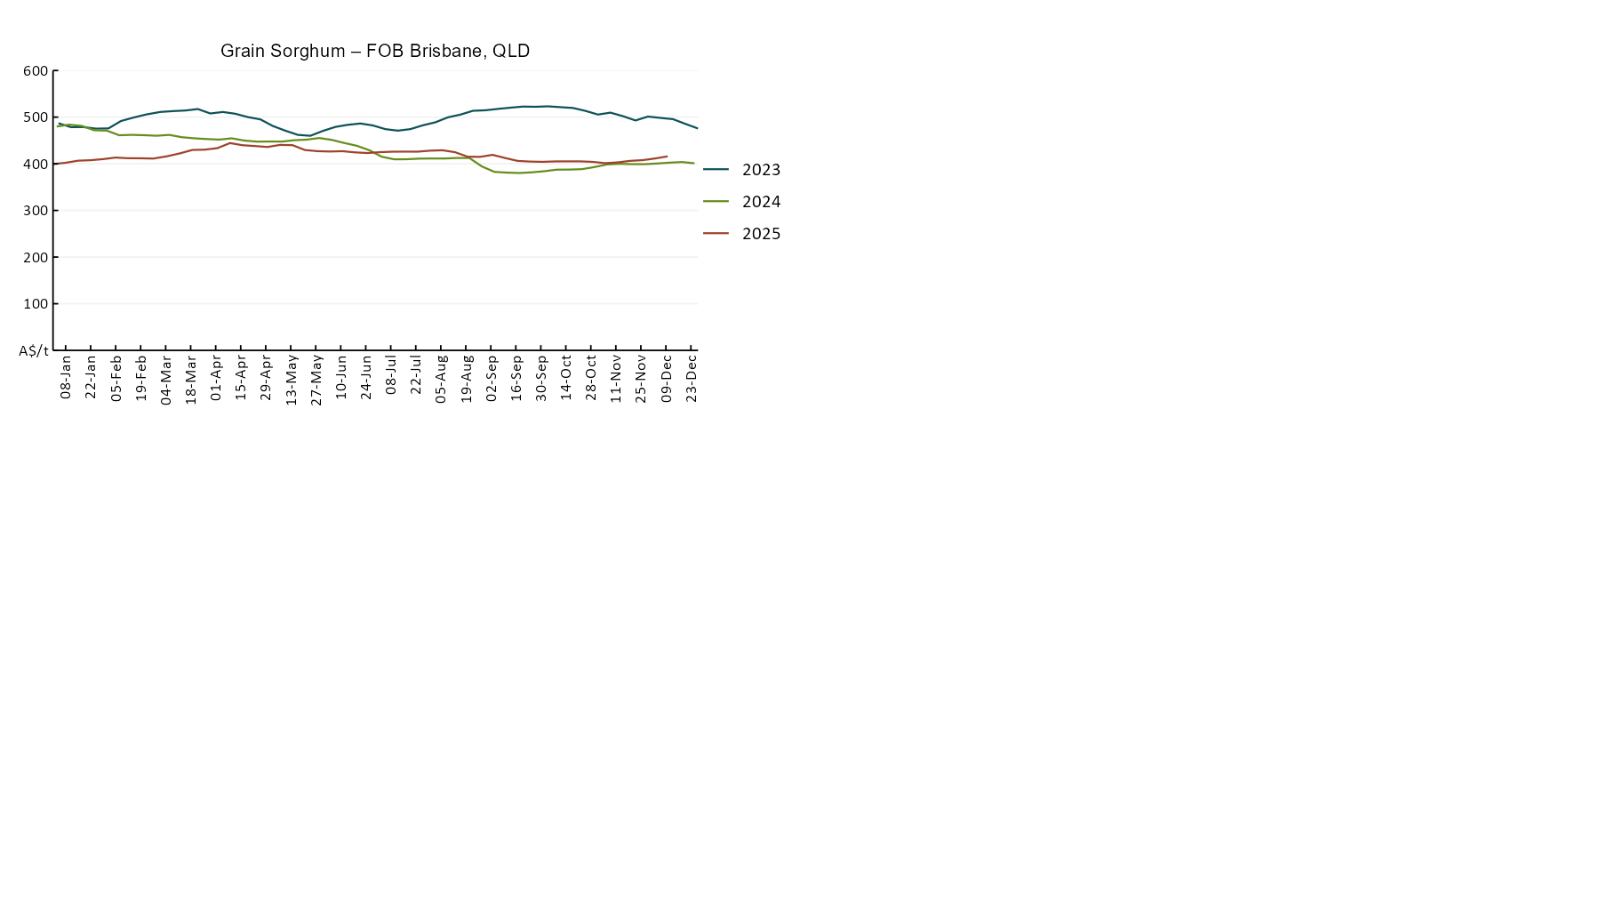 Grain Sorghum – FOB Brisbane, QLD
600
500
400
300
200
100
A$/t
08-Jan
22-Jan
05-Feb
19-Feb
04-Mar
18-Mar
01-Apr
15-Apr
29-Apr
13-May
27-May
10-Jun
24-Jun
08-Jul
22-Jul
05-Aug
19-Aug
02-Sep
16-Sep
30-Sep
14-Oct
28-Oct
11-Nov
25-Nov
09-Dec
23-Dec
2023
2024
2025